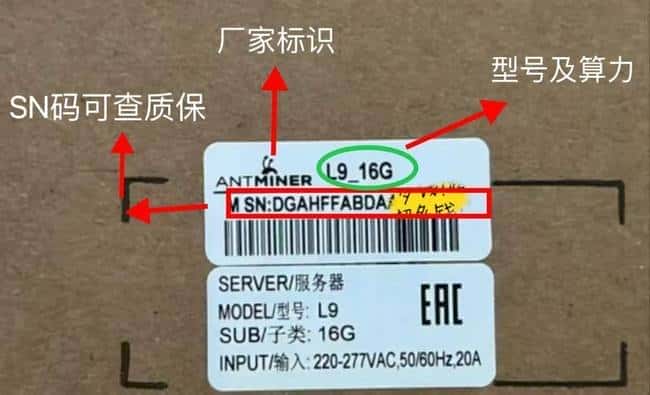 厂家标识
型号及算力
SN码可查质保
ANTMINER L9_16G
M SN:DGAHFFABDA
SERVER/服务器
MODEL/型号: L9
SUB/子类: 16G
INPUT/输入: 220-277VAC,50/60Hz,20A
EAC